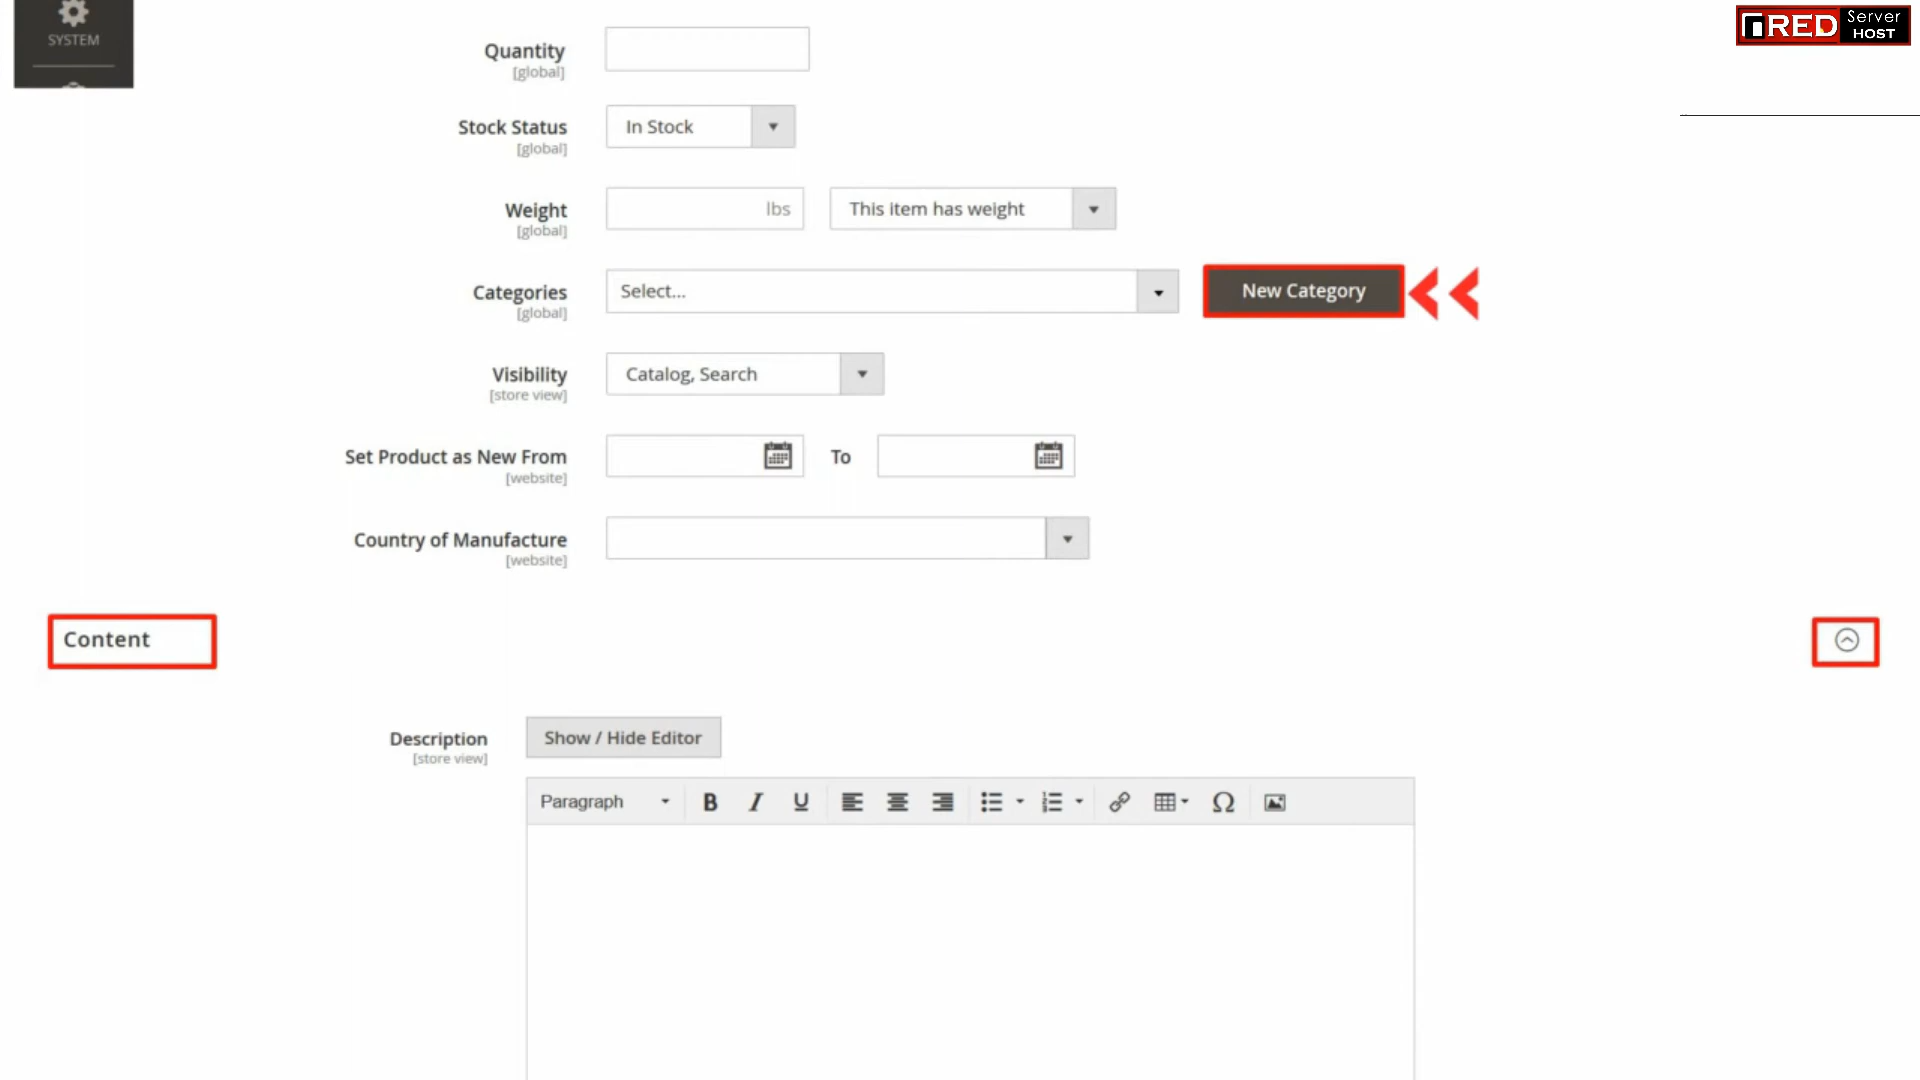 SYSTEM
RED Server HOST
Quantity
[global]
Stock Status
[global]
In Stock
Weight
[global]
lbs
This item has weight
Categories
[global]
Select...
New Category
Visibility
[store view]
Catalog, Search
Set Product as New From
[website]
To
Country of Manufacture
[website]
Content
Description
[store view]
Show / Hide Editor
Paragraph B I U Ω